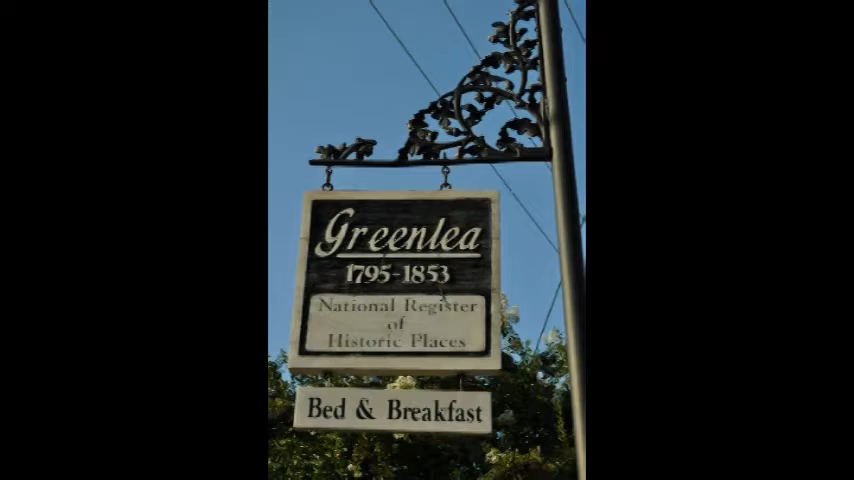 Greenlea
1795-1853
National Register
of
Historic Places
Bed & Breakfast